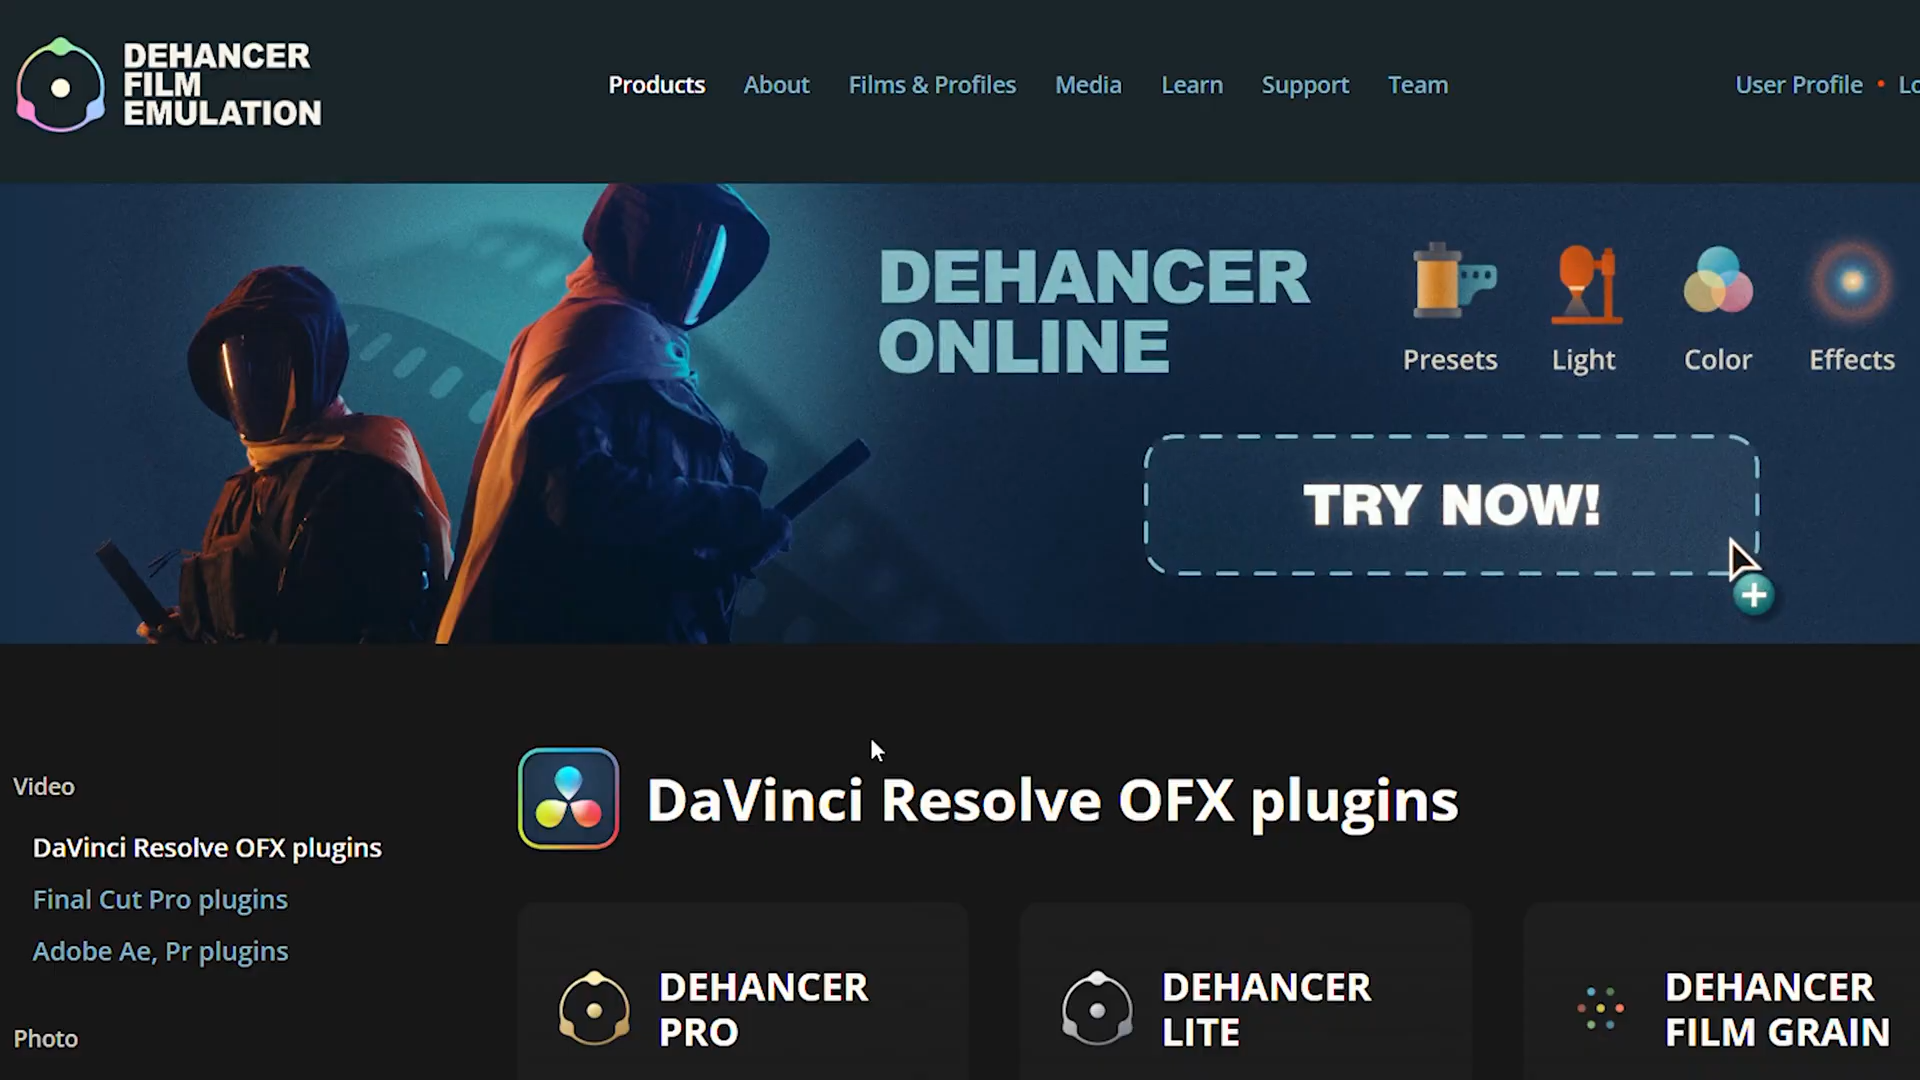 DEHANCER
FILM
EMULATION
Products
About
Films & Profiles
Media
Learn
Support
Team
User Profile • Lo
DEHANCER
ONLINE
Presets
Light
Color
Effects
TRY NOW!
Video
DaVinci Resolve OFX plugins
Final Cut Pro plugins
Adobe Ae, Pr plugins
Photo
DaVinci Resolve OFX plugins
DEHANCER
PRO
DEHANCER
LITE
DEHANCER
FILM GRAIN